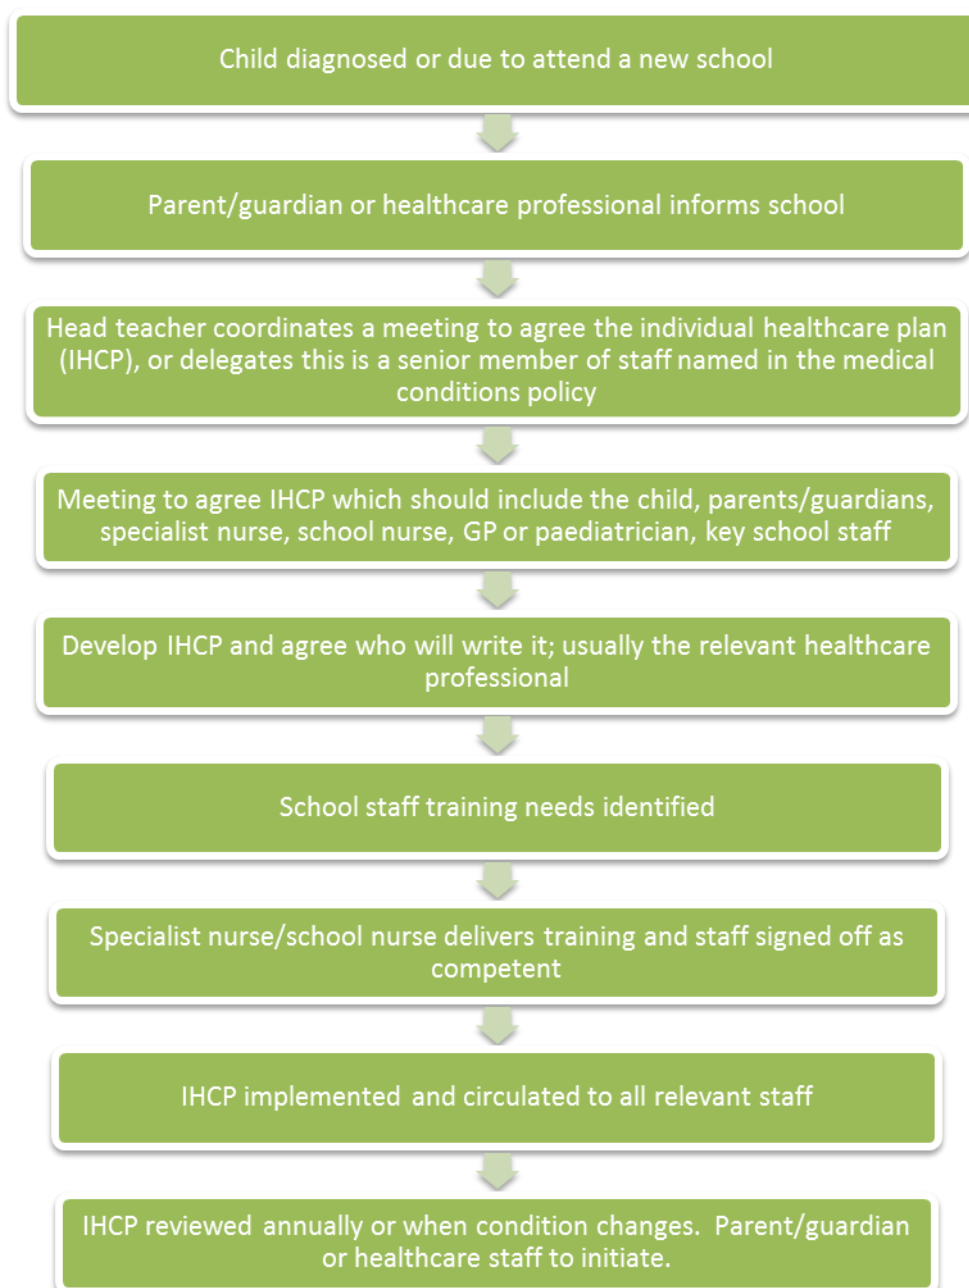 Child diagnosed or due to attend a new school
Parent/guardian or healthcare professional informs school
Head teacher coordinates a meeting to agree the individual healthcare plan
(IHCP), or delegates this is a senior member of staff named in the medical
conditions policy
Meeting to agree IHCP which should include the child, parents/guardians,
specialist nurse, school nurse, GP or paediatrician, key school staff
Develop IHCP and agree who will write it; usually the relevant healthcare
professional
School staff training needs identified
Specialist nurse/school nurse delivers training and staff signed off as
competent
IHCP implemented and circulated to all relevant staff
IHCP reviewed annually or when condition changes. Parent/guardian
or healthcare staff to initiate.